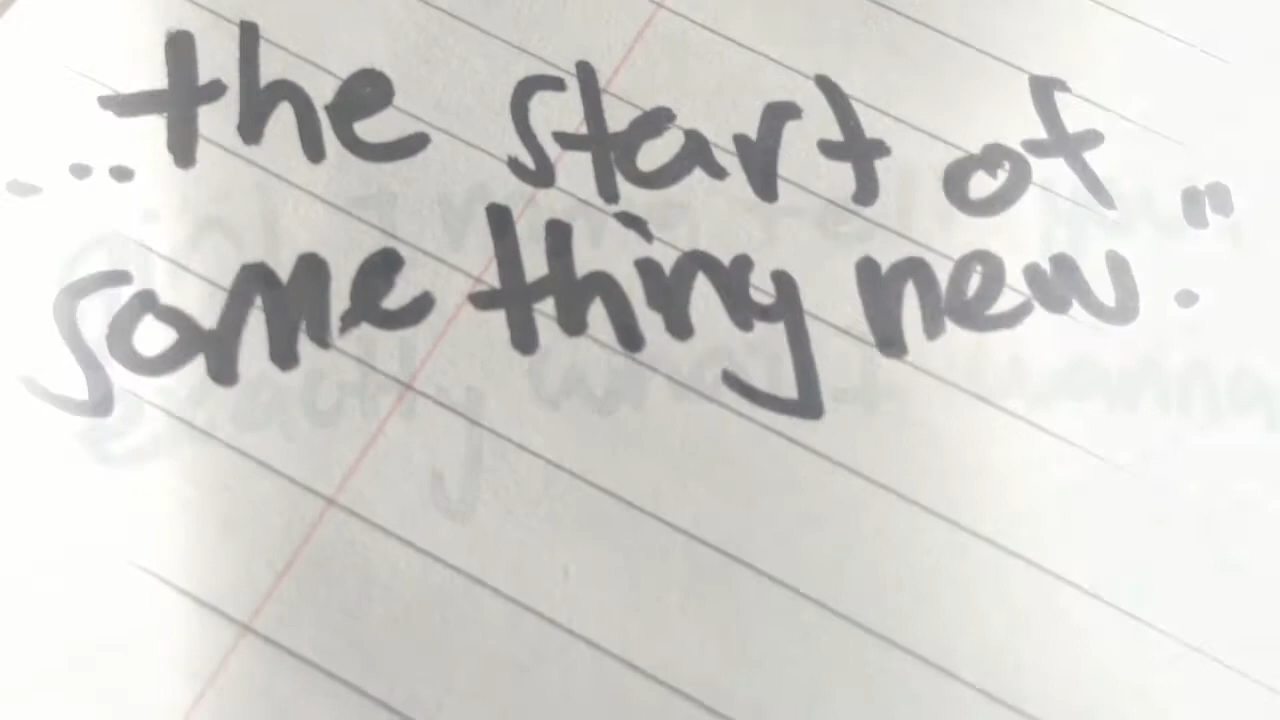 ...the start of
something new."